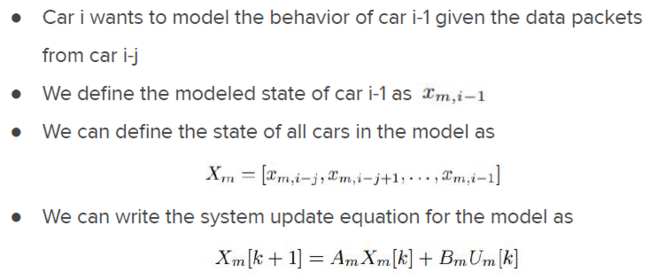 • Car i wants to model the behavior of car i-1 given the data packets
from car i-j
• We define the modeled state of car i-1 as $x_{m,i-1}$
• We can define the state of all cars in the model as
$X_m = [x_{m,i-j}, x_{m,i-j+1}, \cdots, x_{m,i-1}]$
• We can write the system update equation for the model as
$X_m[k+1] = A_m X_m[k] + B_m U_m[k]$